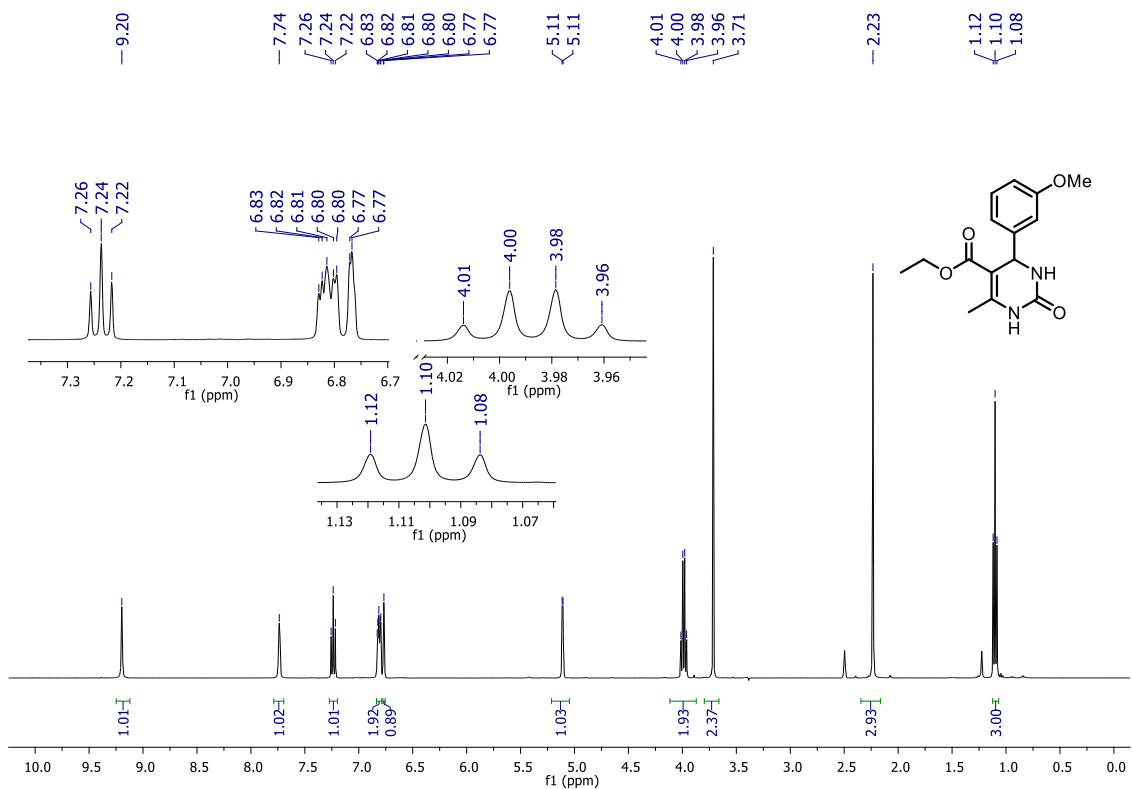 9.20 7.74 7.26 7.24 7.22 6.83 6.82 6.81 6.80 6.80 6.77 6.77 5.11 5.11 4.01 4.00 3.98 3.96 3.71 2.23 1.12 1.10 1.08
7.26 7.24 7.22 6.83 6.82 6.81 6.80 6.80 6.77 6.77
4.01 4.00 3.98 3.96
OMe
O
O
NH
N
H
O
7.3 7.2 7.1 7.0 6.9 6.8 6.7
f1 (ppm)
4.02 4.00 3.98 3.96
f1 (ppm)
1.12 1.10 1.08
1.13 1.11 1.09 1.07
f1 (ppm)
1.01 1.02 1.01 1.92 0.89 1.03 1.93 2.37 2.93 3.00
10.0 9.5 9.0 8.5 8.0 7.5 7.0 6.5 6.0 5.5 5.0 4.5 4.0 3.5 3.0 2.5 2.0 1.5 1.0 0.5 0.0
f1 (ppm)